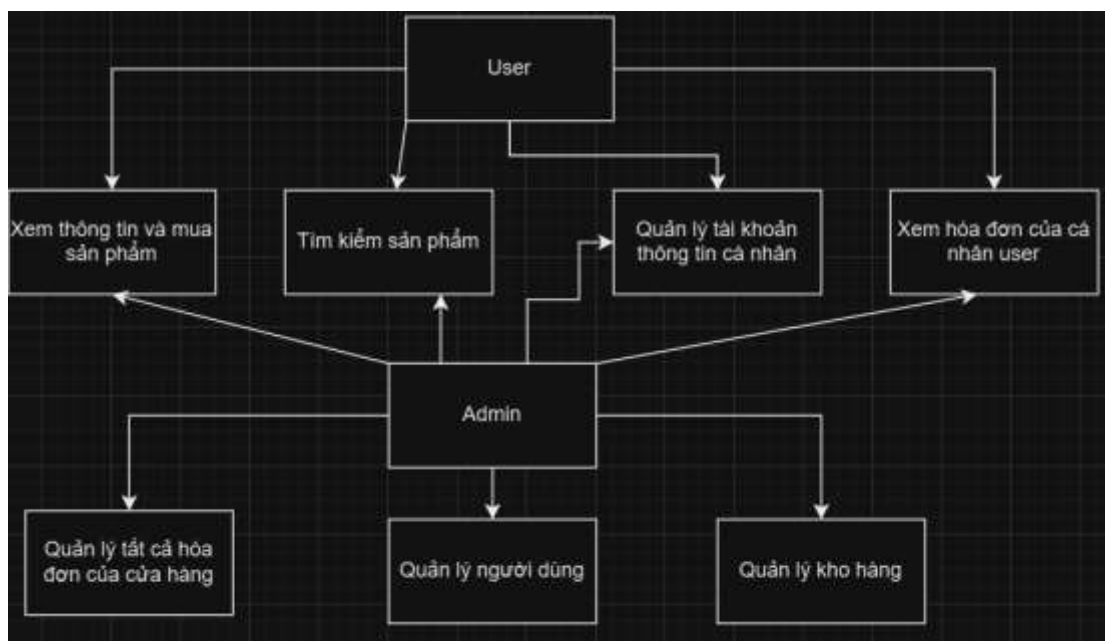 User
Xem thông tin và mua
sản phẩm
Tìm kiếm sản phẩm
Quản lý tài khoản
thông tin cá nhân
Xem hóa đơn của cá
nhân user
Admin
Quản lý tất cả hóa
đơn của cửa hàng
Quản lý người dùng
Quản lý kho hàng